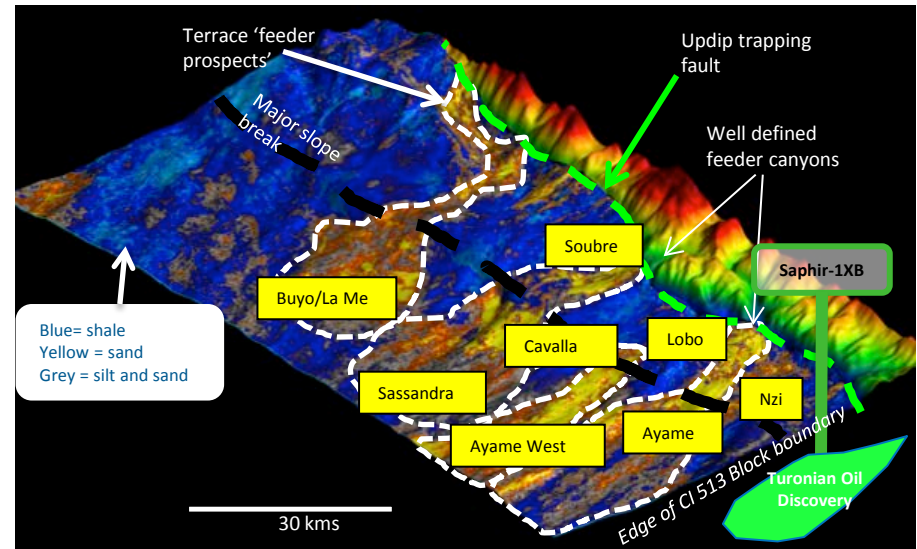 Terrace 'feeder
prospects'
Updip trapping
fault
Major slope
break
Well defined
feeder canyons
Soubre
Saphir-1XB
Buyo/La Me
Blue= shale
Yellow = sand
Grey = silt and sand
Cavalla
Lobo
Sassandra
Nzi
Ayame West
Ayame
Edge of CI 513 Block boundary
Turonian Oil
Discovery
30 kms